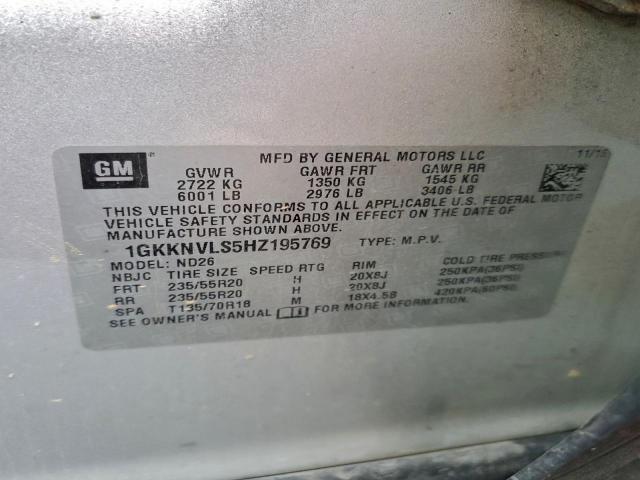 GM
MFD BY GENERAL MOTORS LLC
GVWR GAWR FRT GAWR RR
2722 KG 1350 KG 1545 KG
6001 LB 2976 LB 3406 LB
THIS VEHICLE CONFORMS TO ALL APPLICABLE U.S. FEDERAL MOTOR
VEHICLE SAFETY STANDARDS IN EFFECT ON THE DATE OF
MANUFACTURE SHOWN ABOVE.
1GKKNVLS5HZ195769 TYPE: M.P.V.
MODEL: ND26
NBJC TIRE SIZE SPEED RTG RIM COLD TIRE PRESSURE
FRT 235/55R20 H 20X8J 250KPA(36PSI)
RR 235/55R20 H 20X8J 250KPA(36PSI)
SPA T135/70R18 M 18X4.5B 420KPA(60PSI)
SEE OWNER'S MANUAL FOR MORE INFORMATION.